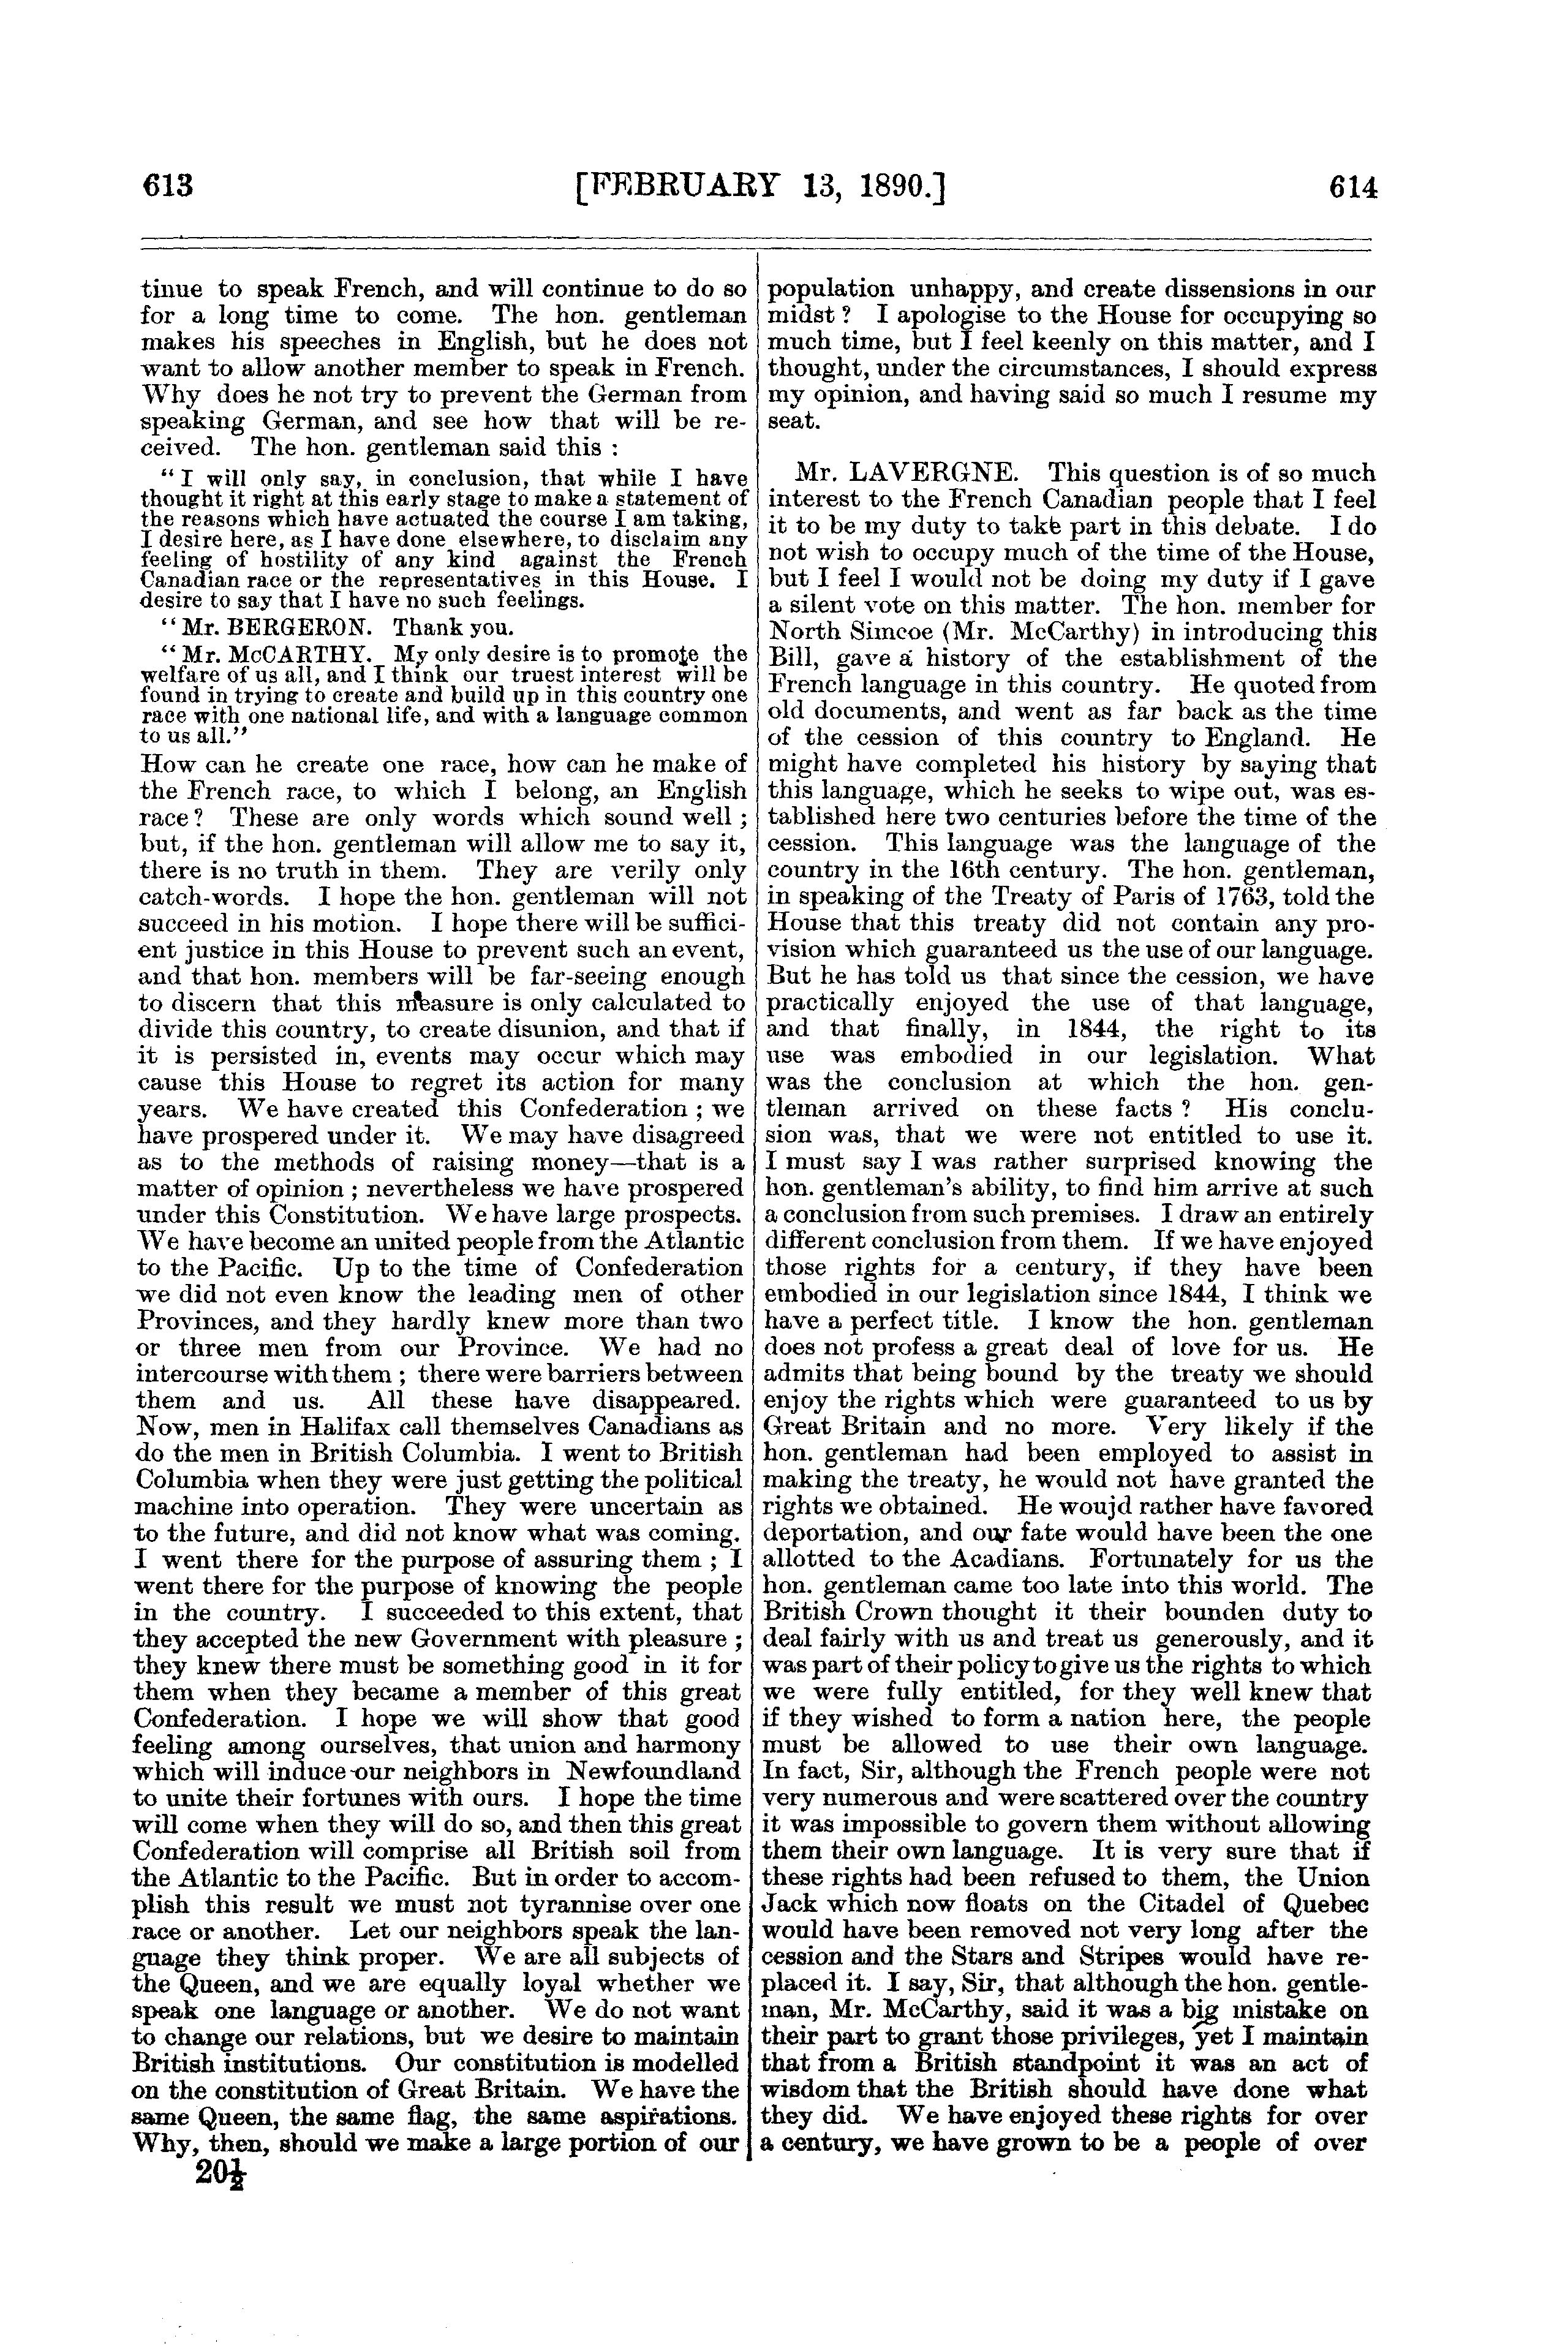 613
[FEBRUARY 13, 1890.]
614
tinue to speak French, and will continue to do so
for a long time to come. The hon. gentleman
makes his speeches in English, but he does not
want to allow another member to speak in French.
Why does he not try to prevent the German from
speaking German, and see how that will be re-
ceived. The hon. gentleman said this :
"I will only say, in conclusion, that while I have
thought it right at this early stage to make a statement of
the reasons which have actuated the course I am taking,
I desire here, as I have done elsewhere, to disclaim any
feeling of hostility of any kind against the French
Canadian race or the representatives in this House. I
desire to say that I have no such feelings.
"Mr. BERGERON. Thank you.
"Mr. McCARTHY. My only desire is to promote the
welfare of us all, and I think our truest interest will be
found in trying to create and build up in this country one
race with one national life, and with a language common
to us all."
How can he create one race, how can he make of
the French race, to which I belong, an English
race? These are only words which sound well ;
but, if the hon. gentleman will allow me to say it,
there is no truth in them. They are verily only
catch-words. I hope the hon. gentleman will not
succeed in his motion. I hope there will be suffici-
ent justice in this House to prevent such an event,
and that hon. members will be far-seeing enough
to discern that this measure is only calculated to
divide this country, to create disunion, and that if
it is persisted in, events may occur which may
cause this House to regret its action for many
years. We have created this Confederation ; we
have prospered under it. We may have disagreed
as to the methods of raising money—that is a
matter of opinion ; nevertheless we have prospered
under this Constitution. We have large prospects.
We have become an united people from the Atlantic
to the Pacific. Up to the time of Confederation
we did not even know the leading men of other
Provinces, and they hardly knew more than two
or three men from our Province. We had no
intercourse with them ; there were barriers between
them and us. All these have disappeared.
Now, men in Halifax call themselves Canadians as
do the men in British Columbia. I went to British
Columbia when they were just getting the political
machine into operation. They were uncertain as
to the future, and did not know what was coming.
I went there for the purpose of assuring them ; I
went there for the purpose of knowing the people
in the country. I succeeded to this extent, that
they accepted the new Government with pleasure ;
they knew there must be something good in it for
them when they became a member of this great
Confederation. I hope we will show that good
feeling among ourselves, that union and harmony
which will induce our neighbors in Newfoundland
to unite their fortunes with ours. I hope the time
will come when they will do so, and then this great
Confederation will comprise all British soil from
the Atlantic to the Pacific. But in order to accom-
plish this result we must not tyrannise over one
race or another. Let our neighbors speak the lan-
guage they think proper. We are all subjects of
the Queen, and we are equally loyal whether we
speak one language or another. We do not want
to change our relations, but we desire to maintain
British institutions. Our constitution is modelled
on the constitution of Great Britain. We have the
same Queen, the same flag, the same aspirations.
Why, then, should we make a large portion of our
20½
population unhappy, and create dissensions in our
midst? I apologise to the House for occupying so
much time, but I feel keenly on this matter, and I
thought, under the circumstances, I should express
my opinion, and having said so much I resume my
seat.
Mr. LAVERGNE. This question is of so much
interest to the French Canadian people that I feel
it to be my duty to take part in this debate. I do
not wish to occupy much of the time of the House,
but I feel I would not be doing my duty if I gave
a silent vote on this matter. The hon. member for
North Simcoe (Mr. McCarthy) in introducing this
Bill, gave a history of the establishment of the
French language in this country. He quoted from
old documents, and went as far back as the time
of the cession of this country to England. He
might have completed his history by saying that
this language, which he seeks to wipe out, was es-
tablished here two centuries before the time of the
cession. This language was the language of the
country in the 16th century. The hon. gentleman,
in speaking of the Treaty of Paris of 1763, told the
House that this treaty did not contain any pro-
vision which guaranteed us the use of our language.
But he has told us that since the cession, we have
practically enjoyed the use of that language,
and that finally, in 1844, the right to its
use was embodied in our legislation. What
was the conclusion at which the hon. gen-
tleman arrived on these facts? His conclu-
sion was, that we were not entitled to use it.
I must say I was rather surprised knowing the
hon. gentleman's ability, to find him arrive at such
a conclusion from such premises. I draw an entirely
different conclusion from them. If we have enjoyed
those rights for a century, if they have been
embodied in our legislation since 1844, I think we
have a perfect title. I know the hon. gentleman
does not profess a great deal of love for us. He
admits that being bound by the treaty we should
enjoy the rights which were guaranteed to us by
Great Britain and no more. Very likely if the
hon. gentleman had been employed to assist in
making the treaty, he would not have granted the
rights we obtained. He woujd rather have favored
deportation, and our fate would have been the one
allotted to the Acadians. Fortunately for us the
hon. gentleman came too late into this world. The
British Crown thought it their bounden duty to
deal fairly with us and treat us generously, and it
was part of their policy to give us the rights to which
we were fully entitled, for they well knew that
if they wished to form a nation here, the people
must be allowed to use their own language.
In fact, Sir, although the French people were not
very numerous and were scattered over the country
it was impossible to govern them without allowing
them their own language. It is very sure that if
these rights had been refused to them, the Union
Jack which now floats on the Citadel of Quebec
would have been removed not very long after the
cession and the Stars and Stripes would have re-
placed it. I say, Sir, that although the hon. gentle-
man, Mr. McCarthy, said it was a big mistake on
their part to grant those privileges, yet I maintain
that from a British standpoint it was an act of
wisdom that the British should have done what
they did. We have enjoyed these rights for over
a century, we have grown to be a people of over